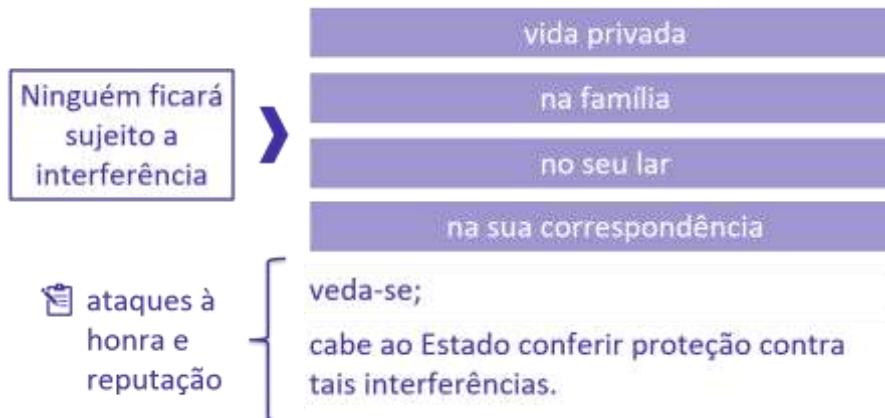 vida privada
Ninguém ficará
sujeito a
interferência
na família
no seu lar
na sua correspondência
ataques à
honra e
reputação
veda-se;
cabe ao Estado conferir proteção contra
tais interferências.